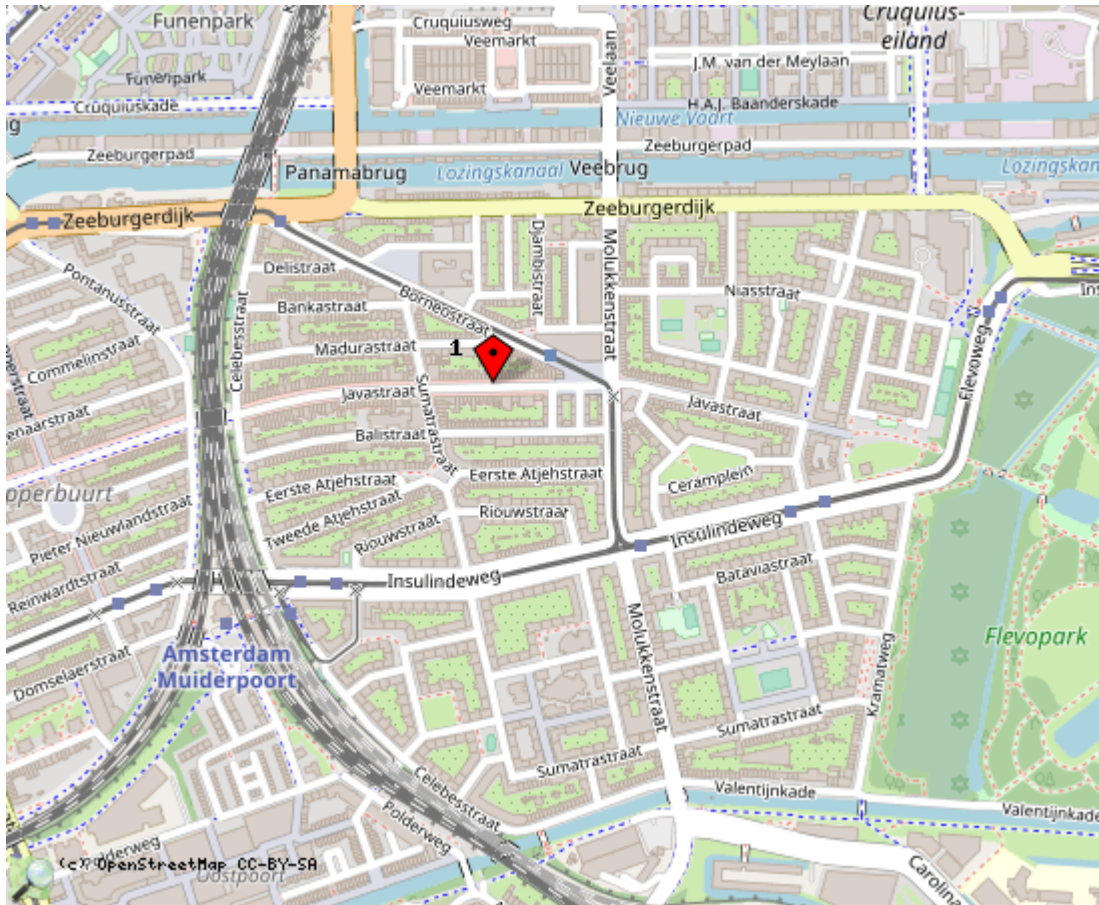 Funenpark
Cruquiusweg
Veemarkt
Cruquius-
eiland
Veelaan
J.M. van der Meylaan
Funenpark
Veemarkt
Cruquiuskade
H.A.J. Baanderskade
Nieuwe Vaart
Zeeburgerpad
Zeeburgerpad
Panamabrug
Lozingskanaal
Veebrug
Zeeburgerdijk
Zeeburgerdijk
Pontanusstraat
Delistraat
Djambistraat
Molukkenstraat
Bankastraat
Borneostraat
Niasstraat
Celebesstraat
Commelinstraat
Madurastraat
1
Flevoweg
Javastraat
Sumatrastraat
Javastraat
Balistraat
Eerste Atjehstraat
Eerste Atjehstraat
Ceramplein
Pieter Nieuwlandstraat
Tweede Atjehstraat
Riouwstraat
Riouwstraat
Insulindeweg
Reinwardtstraat
Insulindeweg
Bataviastraat
Molukkenstraat
Flevopark
Domselaerstraat
Amsterdam
Muiderpoort
Kramatweg
Sumatrastraat
Sumatrastraat
Celebesstraat
Polderweg
Valentijnkade
Valentijnkade
(c) OpenStreetMap CC-BY-SA
Oostpoort